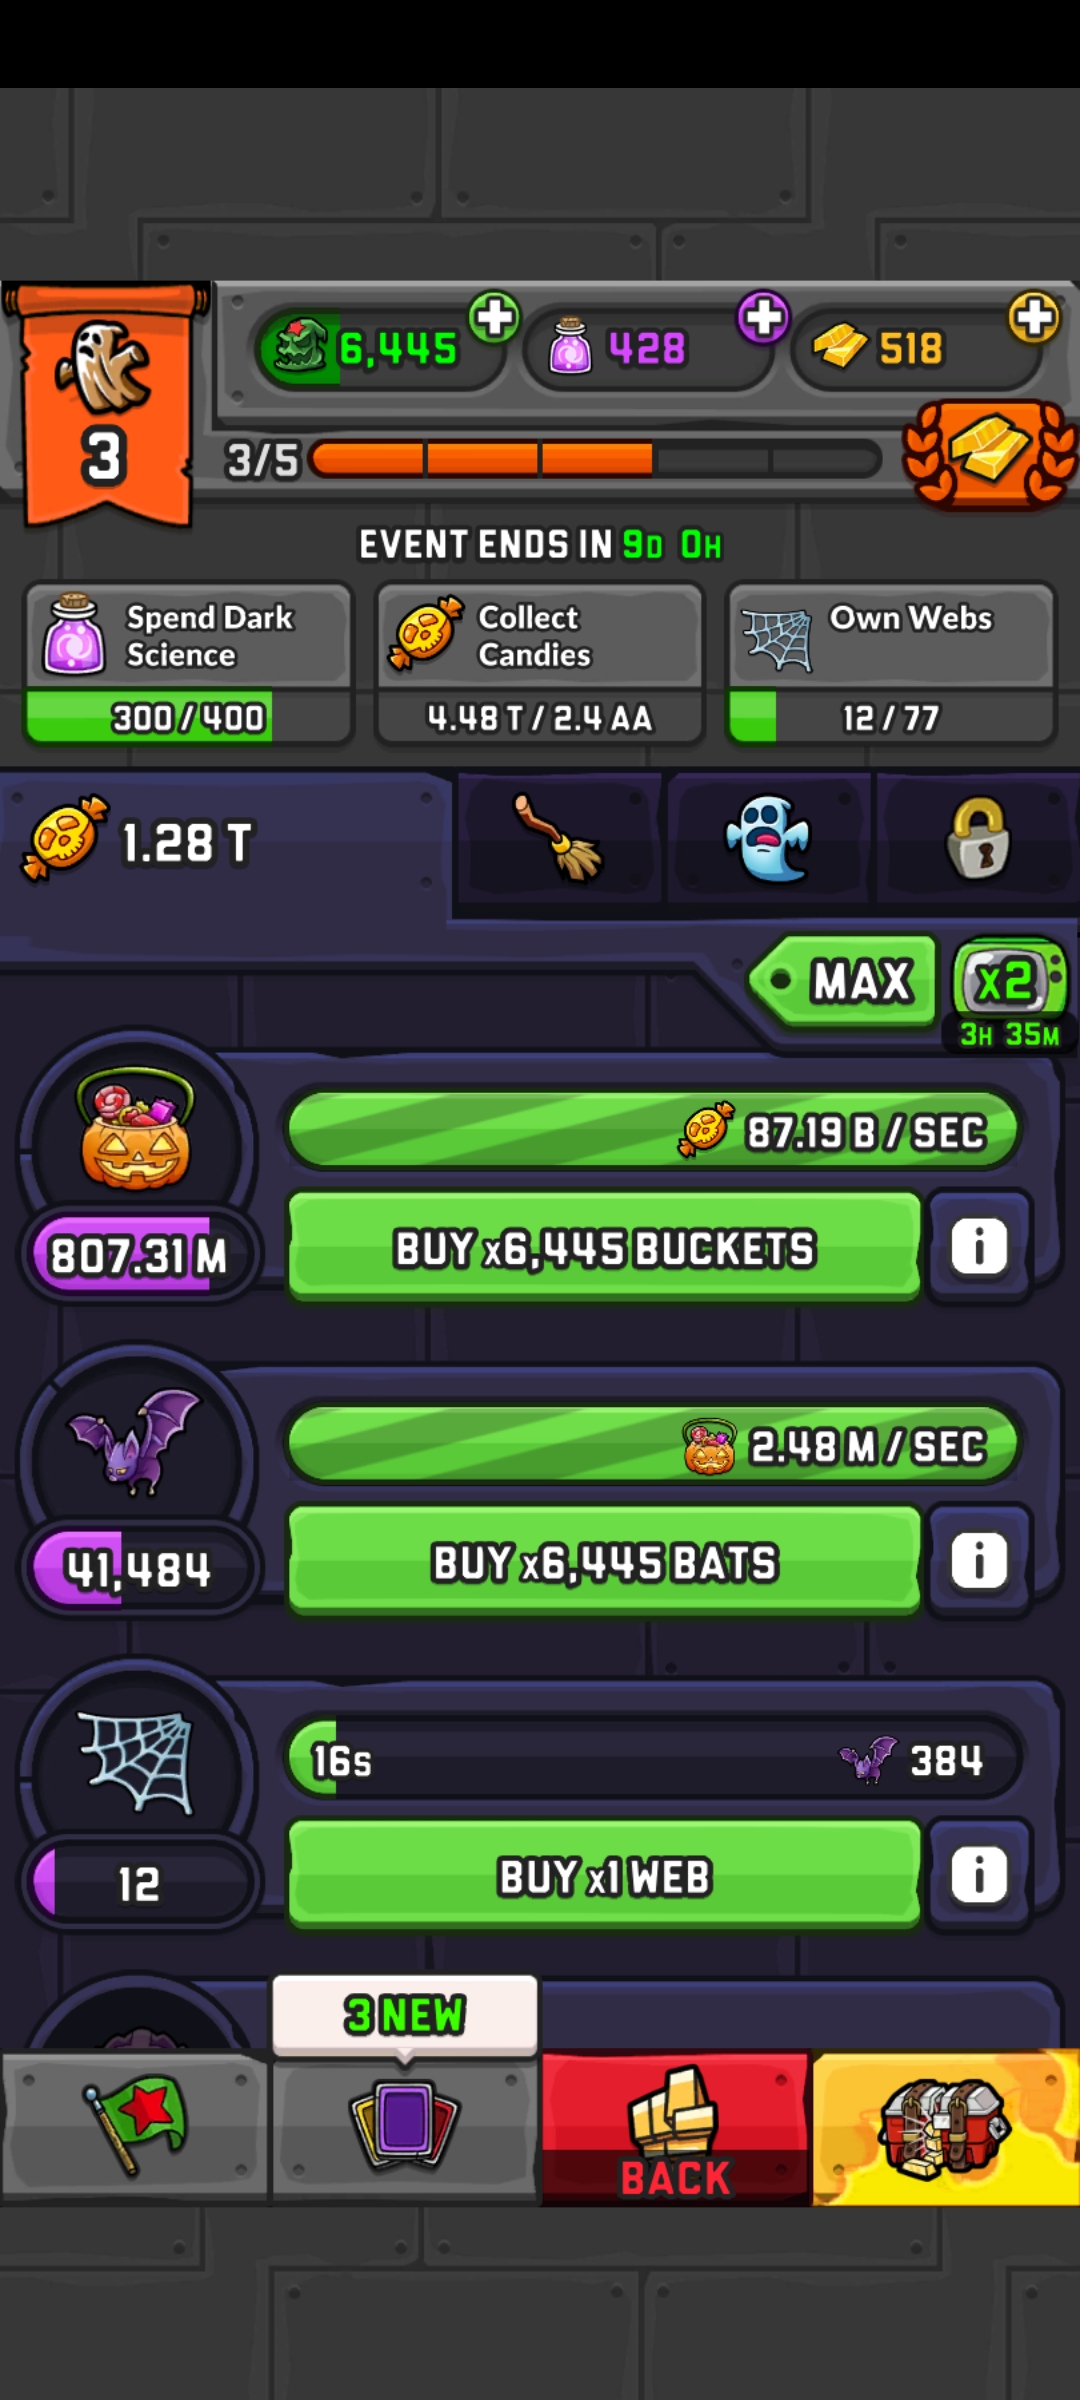 6,445
428
518
3
3/5
EVENT ENDS IN 9D 0H
Spend Dark
Science
300 / 400
Collect
Candies
4.48 T / 2.4 AA
Own Webs
12 / 77
1.28 T
MAX
x2
3H 35M
87.19 B / SEC
807.31 M
BUY x6,445 BUCKETS
i
2.48 M / SEC
41,484
BUY x6,445 BATS
i
16s
384
12
BUY x1 WEB
i
3 NEW
BACK